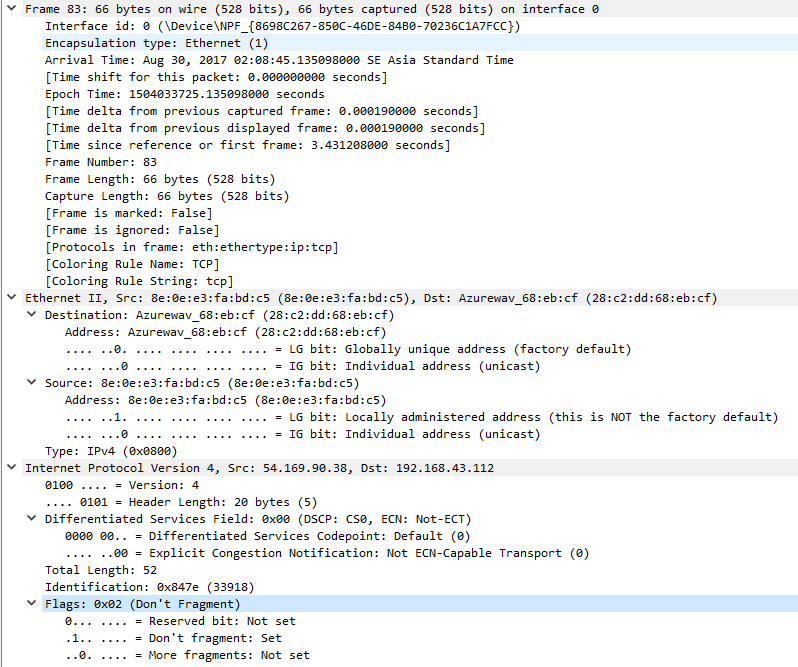 Frame 83: 66 bytes on wire (528 bits), 66 bytes captured (528 bits) on interface 0
Interface id: 0 (\Device\NPF_{8698C267-850C-46DE-84B0-70236C1A7FCC})
Encapsulation type: Ethernet (1)
Arrival Time: Aug 30, 2017 02:08:45.135098000 SE Asia Standard Time
[Time shift for this packet: 0.000000000 seconds]
Epoch Time: 1504033725.135098000 seconds
[Time delta from previous captured frame: 0.000190000 seconds]
[Time delta from previous displayed frame: 0.000190000 seconds]
[Time since reference or first frame: 3.431208000 seconds]
Frame Number: 83
Frame Length: 66 bytes (528 bits)
Capture Length: 66 bytes (528 bits)
[Frame is marked: False]
[Frame is ignored: False]
[Protocols in frame: eth:ethertype:ip:tcp]
[Coloring Rule Name: TCP]
[Coloring Rule String: tcp]
Ethernet II, Src: 8e:0e:e3:fa:bd:c5 (8e:0e:e3:fa:bd:c5), Dst: Azurewav_68:eb:cf (28:c2:dd:68:eb:cf)
Destination: Azurewav_68:eb:cf (28:c2:dd:68:eb:cf)
Address: Azurewav_68:eb:cf (28:c2:dd:68:eb:cf)
.... ..0. .... .... .... .... = LG bit: Globally unique address (factory default)
.... ...0 .... .... .... .... = IG bit: Individual address (unicast)
Source: 8e:0e:e3:fa:bd:c5 (8e:0e:e3:fa:bd:c5)
Address: 8e:0e:e3:fa:bd:c5 (8e:0e:e3:fa:bd:c5)
.... ..1. .... .... .... .... = LG bit: Locally administered address (this is NOT the factory default)
.... ...0 .... .... .... .... = IG bit: Individual address (unicast)
Type: IPv4 (0x0800)
Internet Protocol Version 4, Src: 54.169.90.38, Dst: 192.168.43.112
0100 .... = Version: 4
.... 0101 = Header Length: 20 bytes (5)
Differentiated Services Field: 0x00 (DSCP: CS0, ECN: Not-ECT)
0000 00.. = Differentiated Services Codepoint: Default (0)
.... ..00 = Explicit Congestion Notification: Not ECN-Capable Transport (0)
Total Length: 52
Identification: 0x847e (33918)
Flags: 0x02 (Don't Fragment)
0... .... = Reserved bit: Not set
.1.. .... = Don't fragment: Set
..0. .... = More fragments: Not set